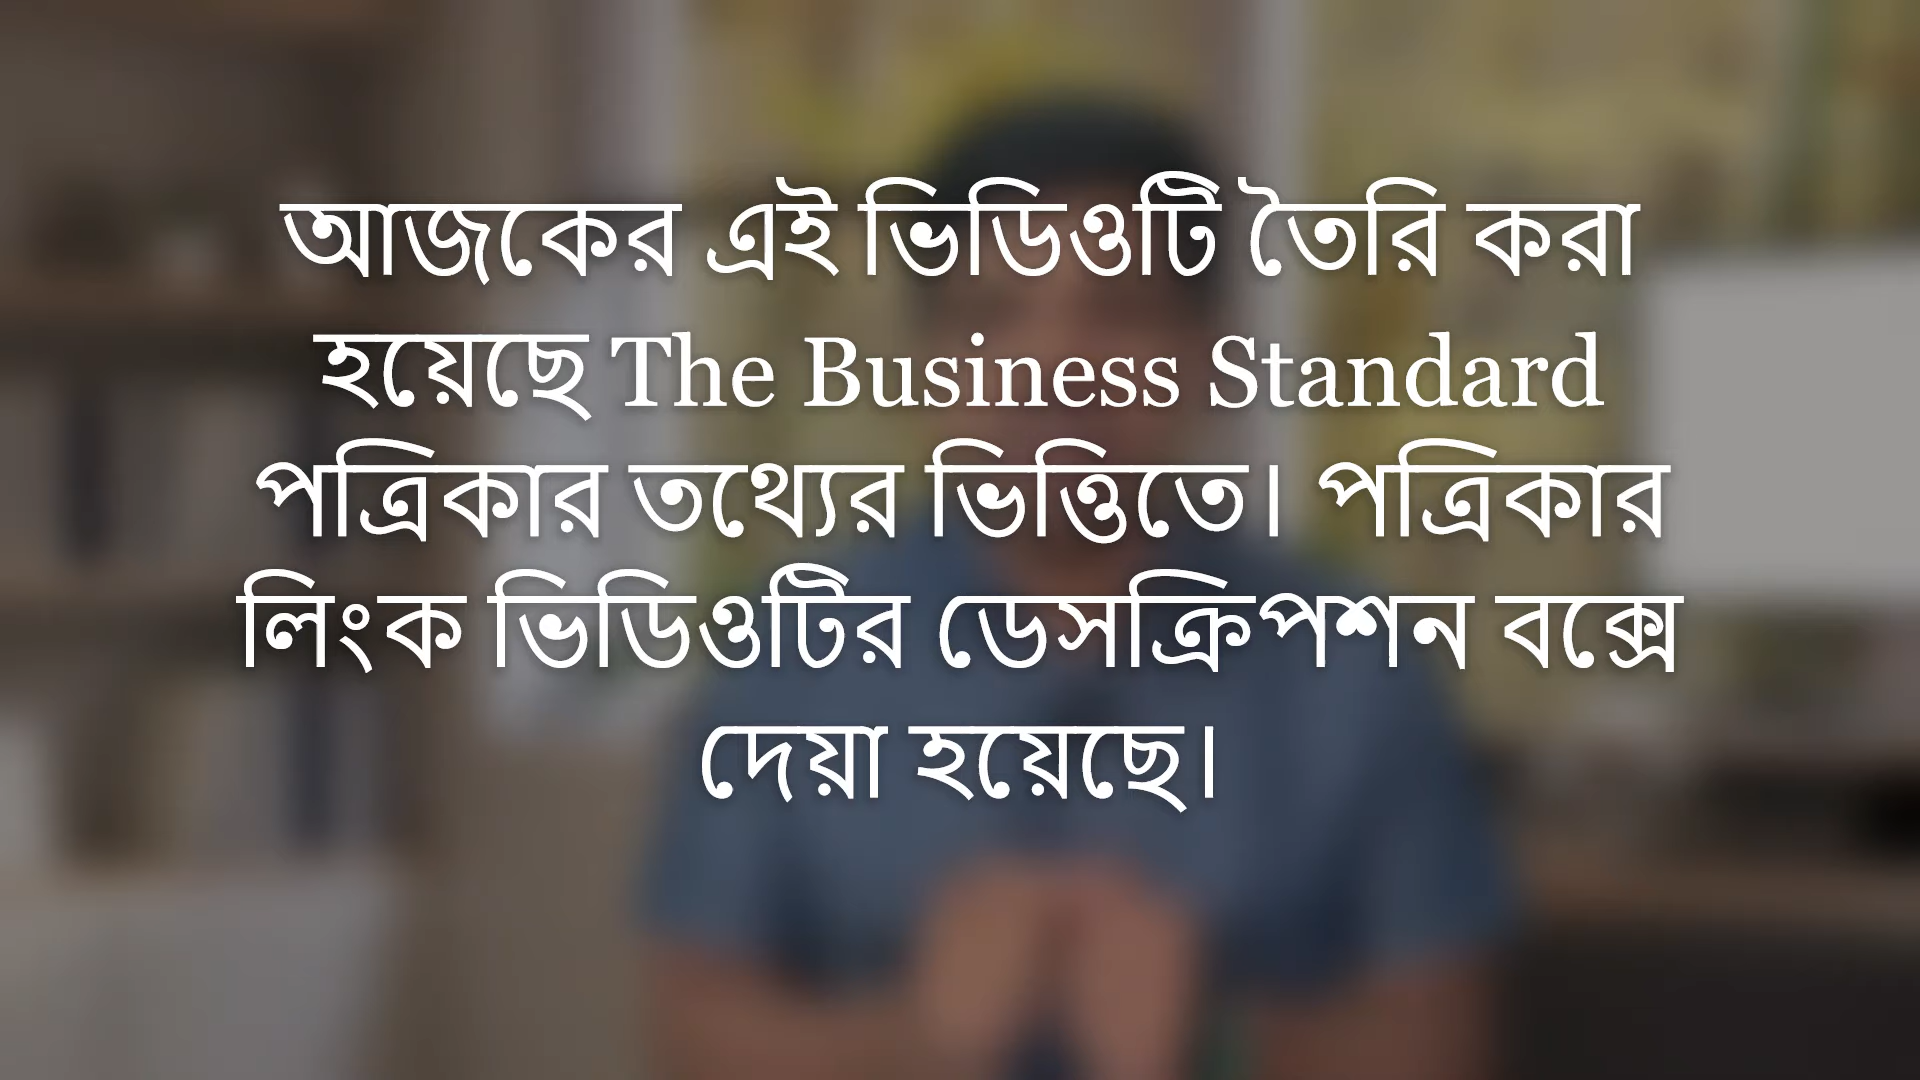 আজকের এই ভিডিওটি তৈরি করা
হয়েছে The Business Standard
পত্রিকার তথ্যের ভিত্তিতে। পত্রিকার
লিংক ভিডিওটির ডেসক্রিপশন বক্সে
দেয়া হয়েছে।